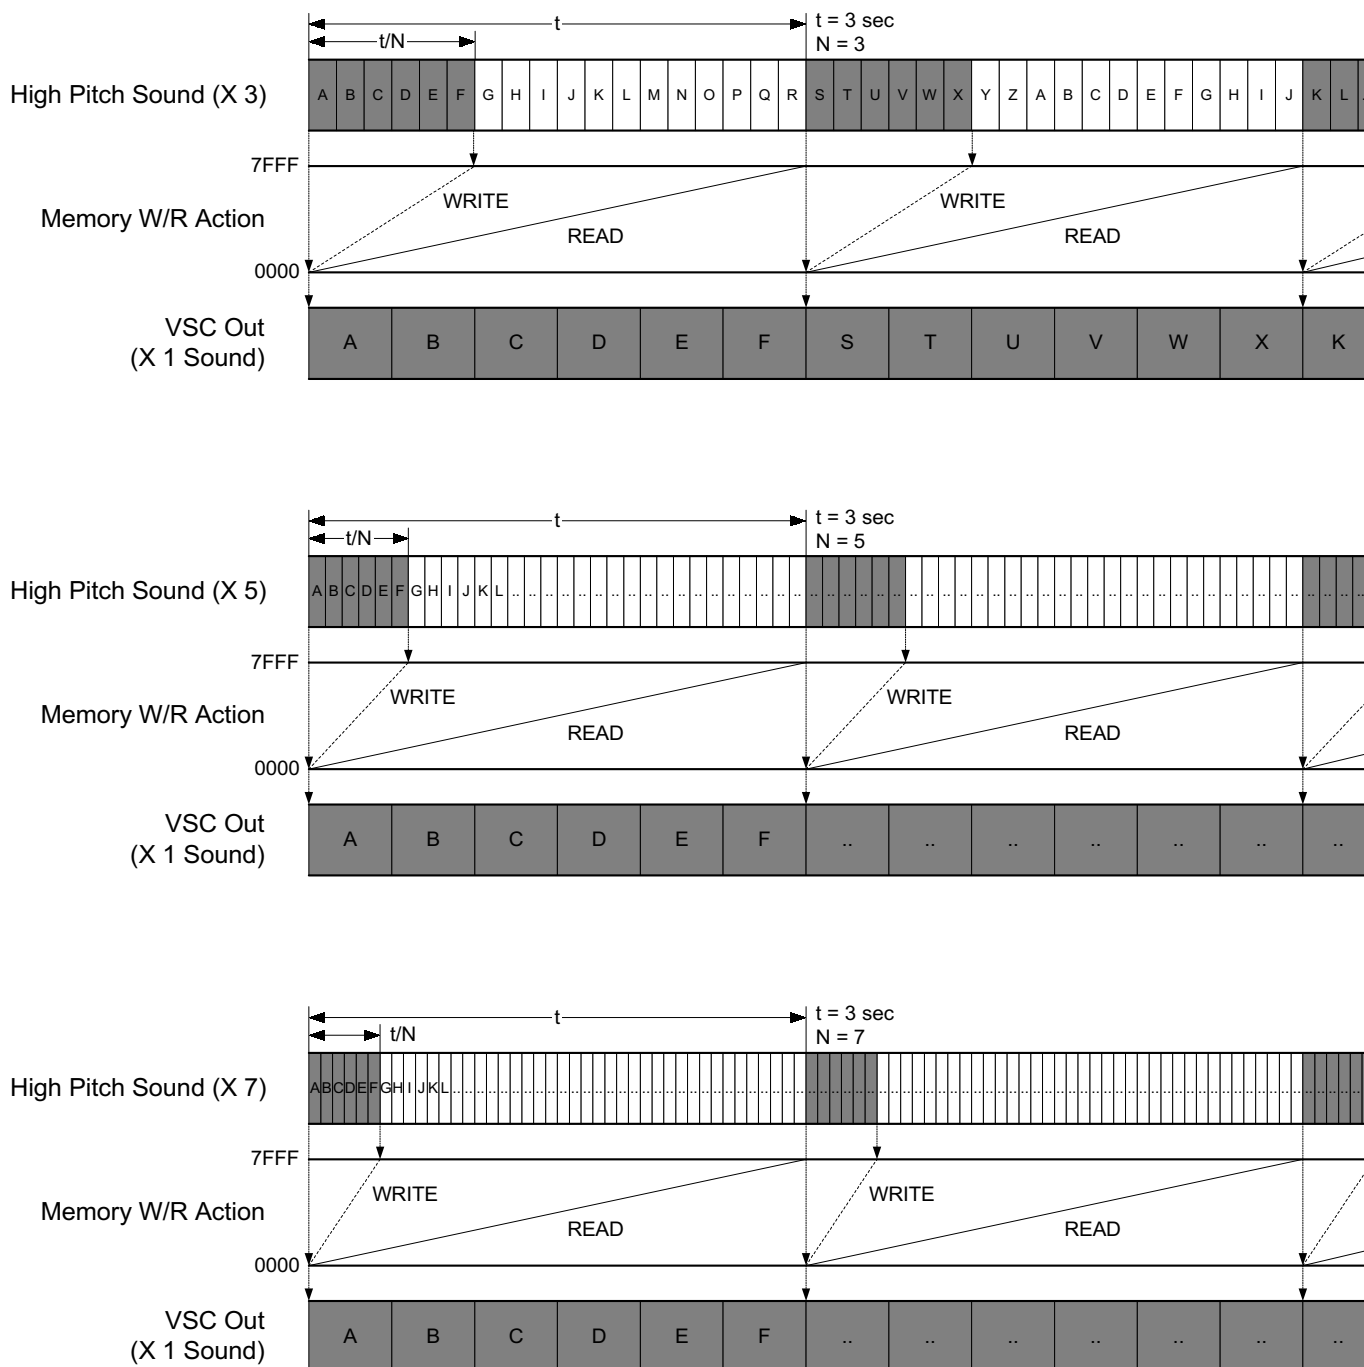 t
t = 3 sec
t/N
N = 3
High Pitch Sound (X 3)
A B C D E F G H I J K L M N O P Q R S T U V W X Y Z A B C D E F G H I J K L
7FFF
WRITE
WRITE
Memory W/R Action
READ
READ
0000
VSC Out
(X 1 Sound)
A B C D E F S T U V W X K
t
t = 3 sec
t/N
N = 5
High Pitch Sound (X 5)
A B C D E F G H I J K L .. .. .. .. .. .. .. .. .. .. .. .. .. .. .. .. .. .. .. .. .. .. .. .. .. .. .. .. .. .. .. .. .. .. .. .. .. .. .. .. .. .. .. .. .. .. .. ..
7FFF
WRITE
WRITE
Memory W/R Action
READ
READ
0000
VSC Out
(X 1 Sound)
A B C D E F .. .. .. .. .. .. ..
t
t = 3 sec
t/N
N = 7
High Pitch Sound (X 7)
A B C D E F G H I J K L .. .. .. .. .. .. .. .. .. .. .. .. .. .. .. .. .. .. .. .. .. .. .. .. .. .. .. .. .. .. .. .. .. .. .. .. .. .. .. .. .. .. .. .. .. .. .. .. .. .. .. .. .. .. .. .. .. .. .. .. .. .. .. .. .. .. .. ..
7FFF
WRITE
WRITE
Memory W/R Action
READ
READ
0000
VSC Out
(X 1 Sound)
A B C D E F .. .. .. .. .. .. ..